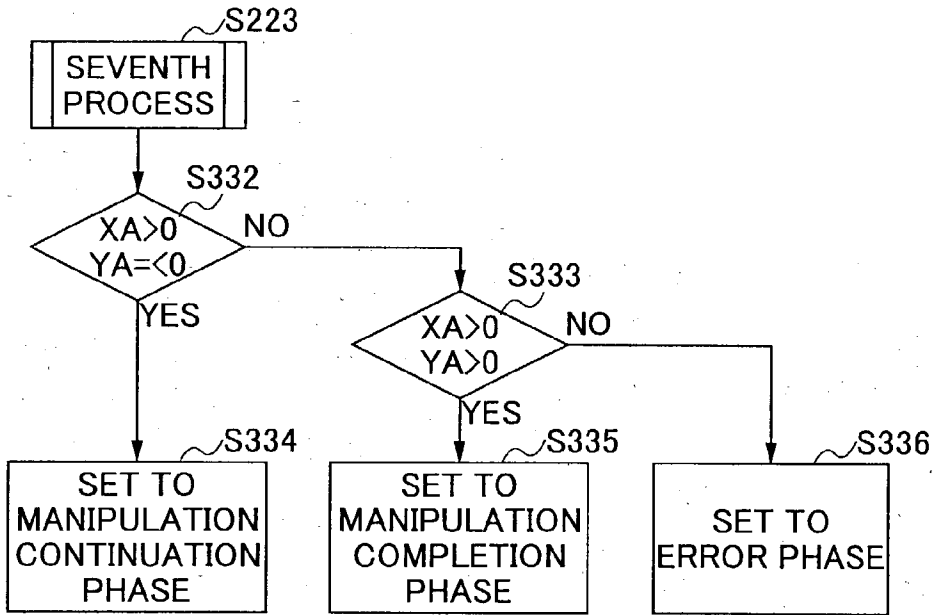 S223
SEVENTH
PROCESS
S332
XA>0
YA=<0
NO
YES
S333
XA>0
YA>0
NO
YES
S334
SET TO
MANIPULATION
CONTINUATION
PHASE
S335
SET TO
MANIPULATION
COMPLETION
PHASE
S336
SET TO
ERROR PHASE